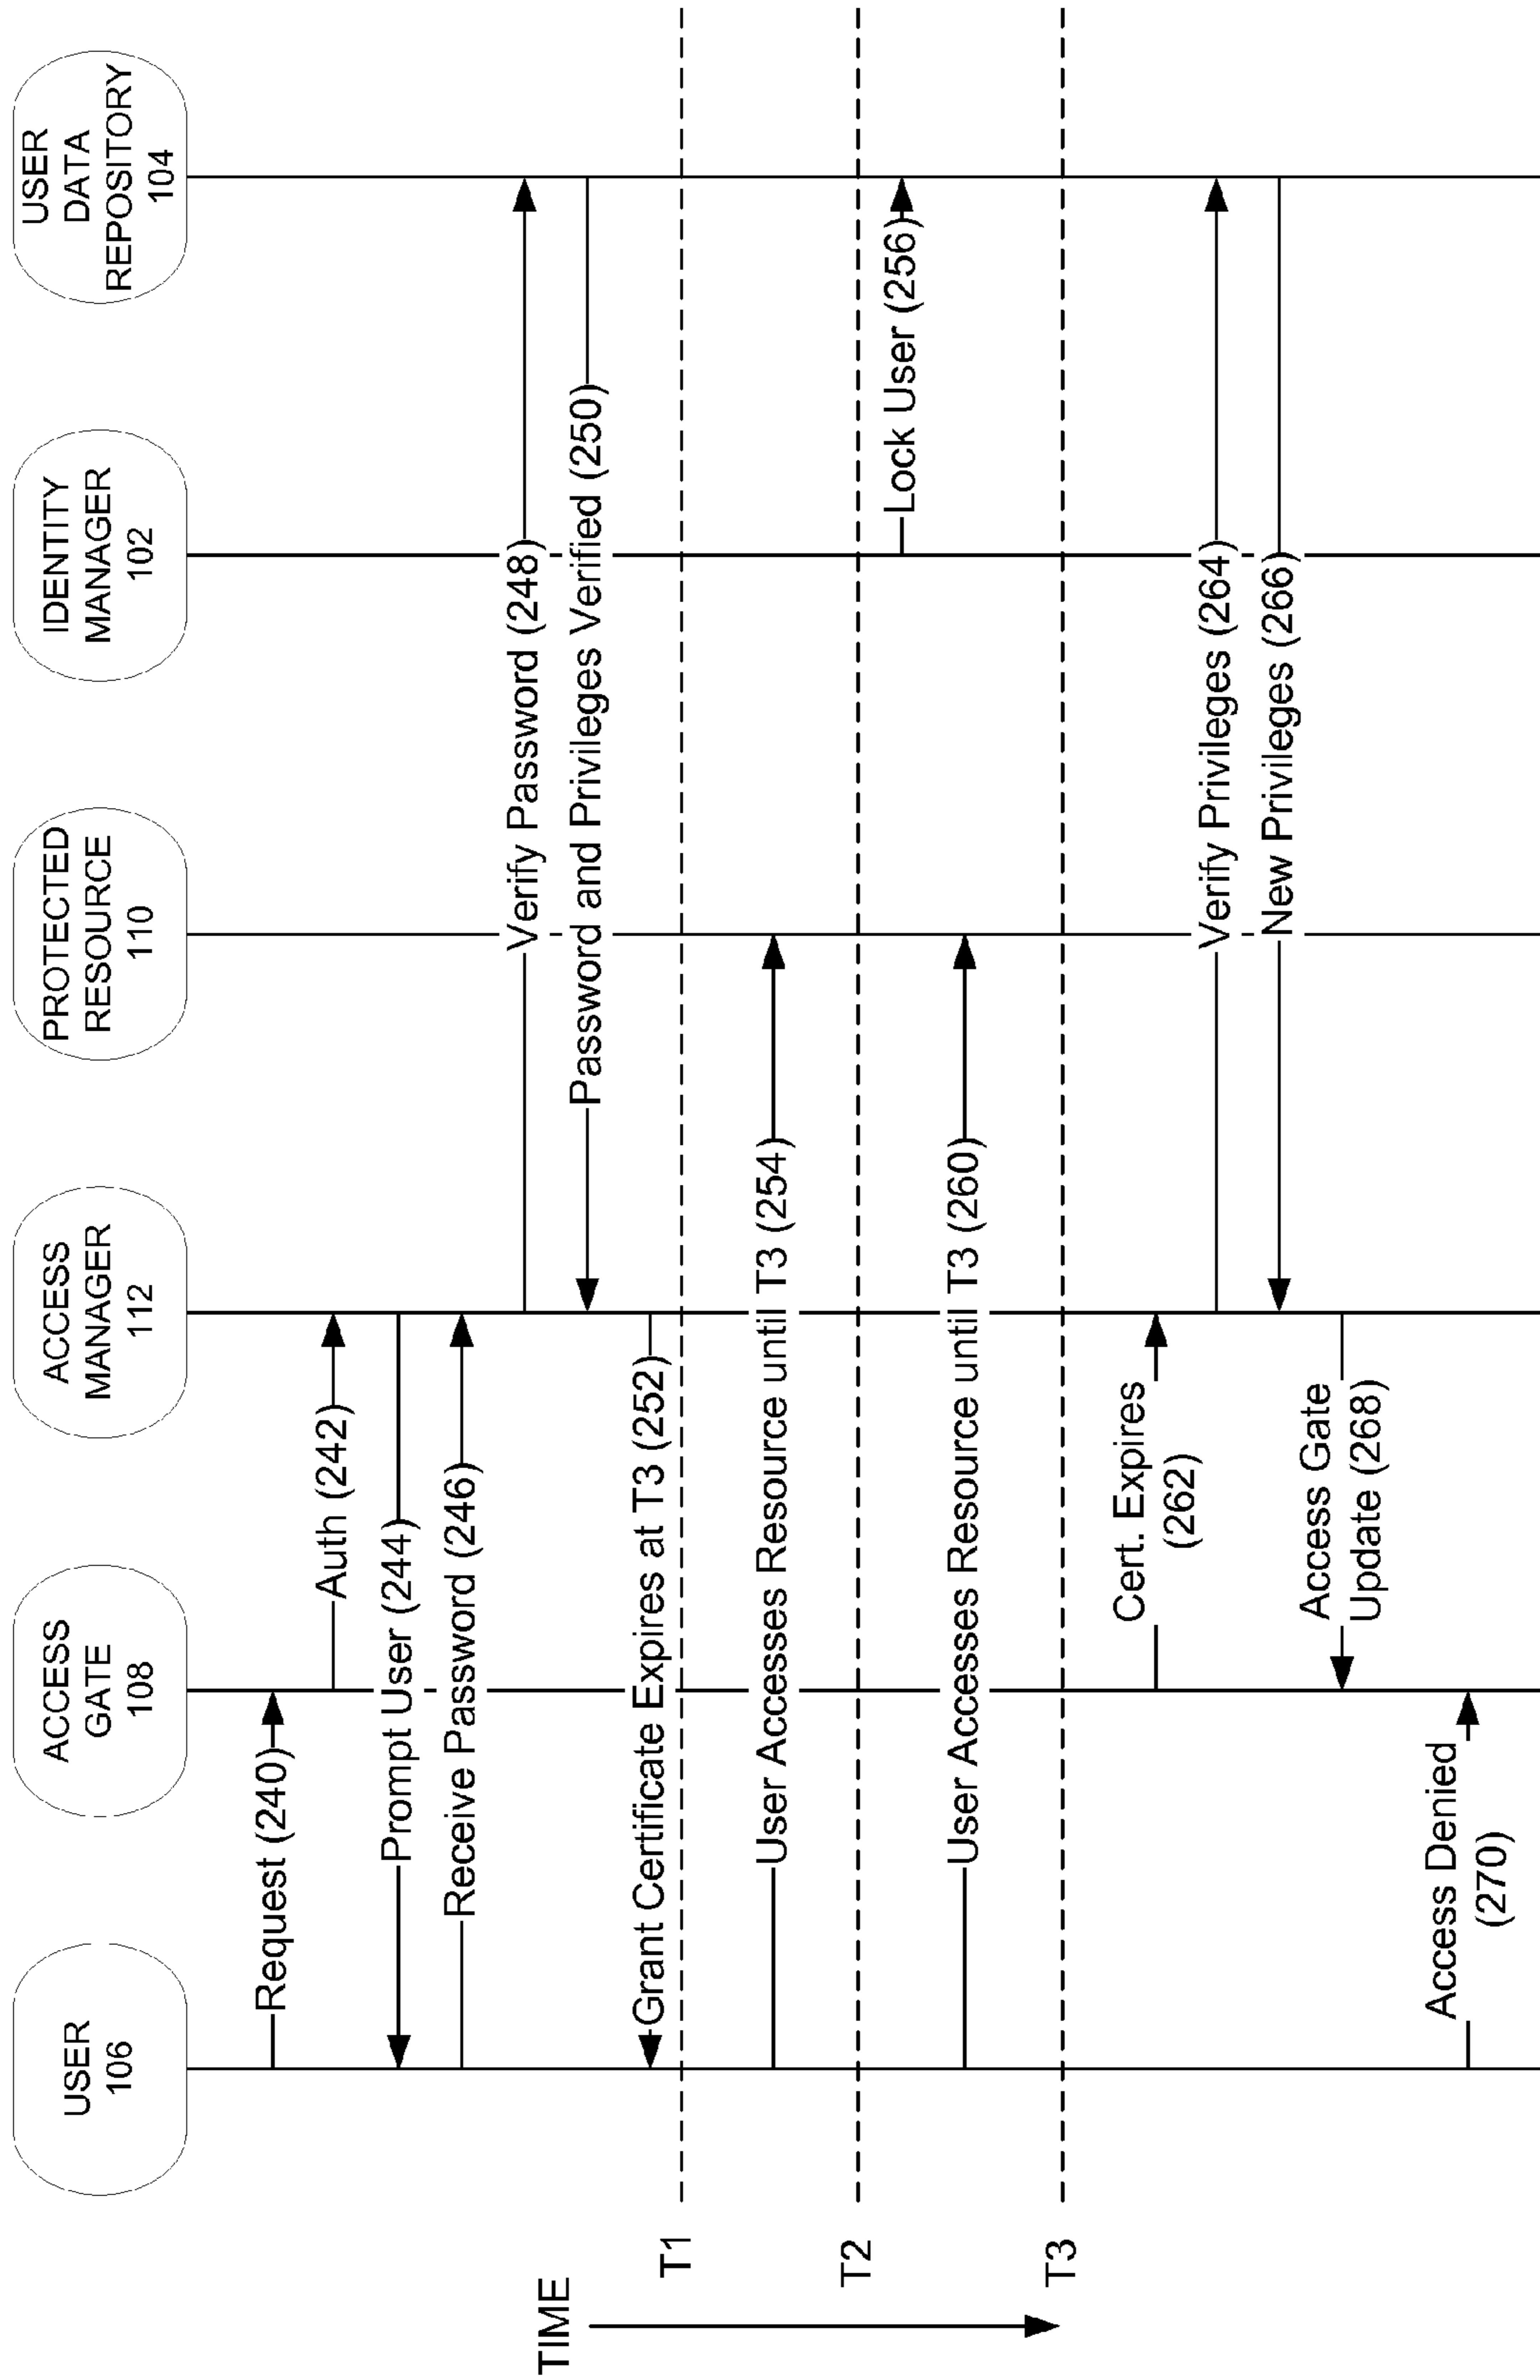 USER
106
ACCESS
GATE
108
ACCESS
MANAGER
112
PROTECTED
RESOURCE
110
IDENTITY
MANAGER
102
USER
DATA
REPOSITORY
104
Request (240)
Auth (242)
Prompt User (244)
Receive Password (246)
Verify Password (248)
Password and Privileges Verified (250)
TIME
Grant Certificate Expires at T3 (252)
T1
User Accesses Resource until T3 (254)
T2
Lock User (256)
User Accesses Resource until T3 (260)
T3
Cert. Expires
(262)
Verify Privileges (264)
New Privileges (266)
Access Gate
Update (268)
Access Denied
(270)